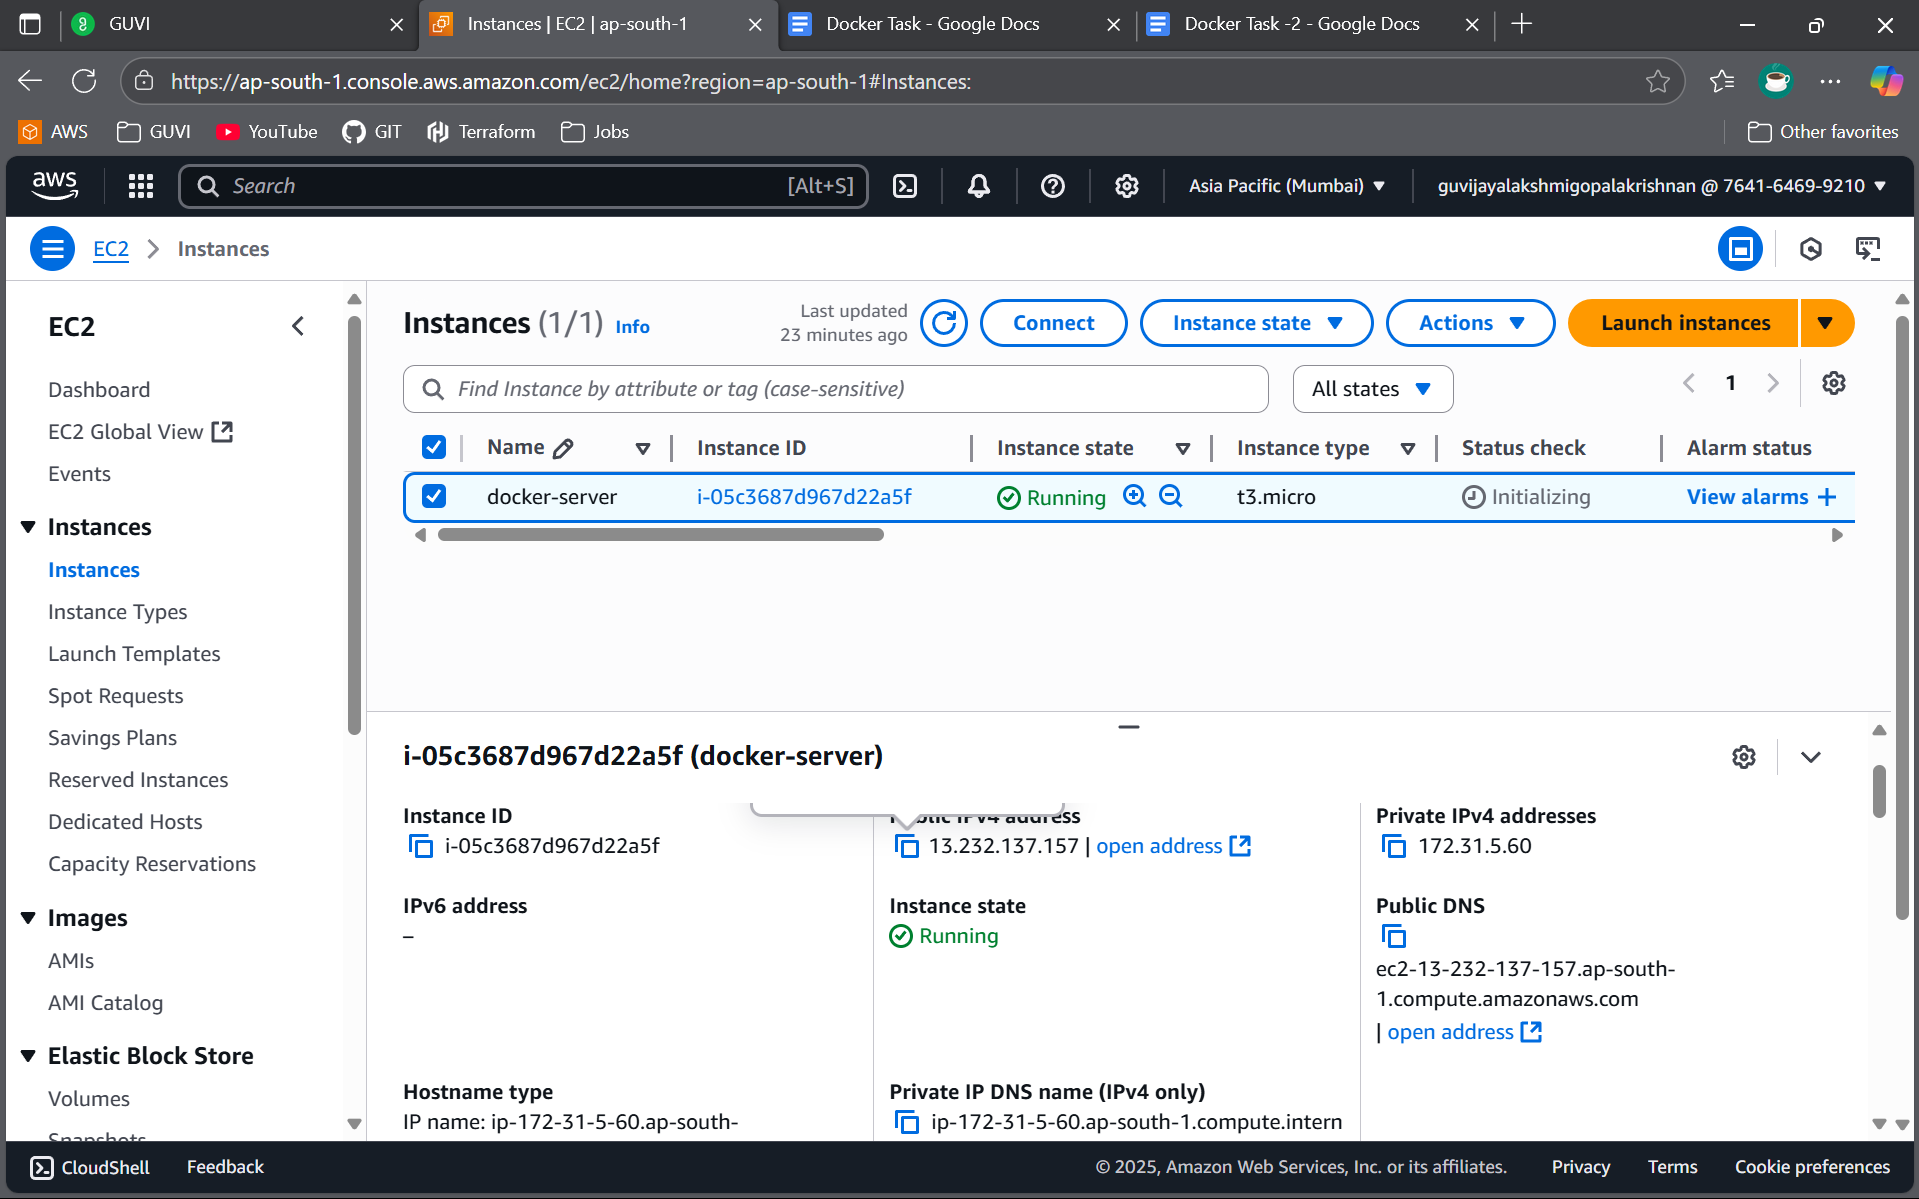 GUVI
Instances | EC2 | ap-south-1
Docker Task - Google Docs
Docker Task -2 - Google Docs
https://ap-south-1.console.aws.amazon.com/ec2/home?region=ap-south-1#Instances:
AWS
GUVI
YouTube
GIT
Terraform
Jobs
Other favorites
aws
Search
[Alt+S]
Asia Pacific (Mumbai)
guvijayalakshmigopalakrishnan @ 7641-6469-9210
EC2
Instances
EC2
Dashboard
EC2 Global View
Events
Instances
Instances
Instance Types
Launch Templates
Spot Requests
Savings Plans
Reserved Instances
Dedicated Hosts
Capacity Reservations
Images
AMIs
AMI Catalog
Elastic Block Store
Volumes
Snapshots
Instances (1/1) Info
Last updated
23 minutes ago
Connect
Instance state
Actions
Launch instances
Find Instance by attribute or tag (case-sensitive)
All states
1
Name
Instance ID
Instance state
Instance type
Status check
Alarm status
docker-server
i-05c3687d967d22a5f
Running
t3.micro
Initializing
View alarms +
i-05c3687d967d22a5f (docker-server)
Instance ID
i-05c3687d967d22a5f
Public IPv4 address
13.232.137.157 | open address
Private IPv4 addresses
172.31.5.60
IPv6 address
–
Instance state
Running
Public DNS
ec2-13-232-137-157.ap-south-
1.compute.amazonaws.com
| open address
Hostname type
IP name: ip-172-31-5-60.ap-south-
Private IP DNS name (IPv4 only)
ip-172-31-5-60.ap-south-1.compute.intern
CloudShell
Feedback
© 2025, Amazon Web Services, Inc. or its affiliates.
Privacy
Terms
Cookie preferences